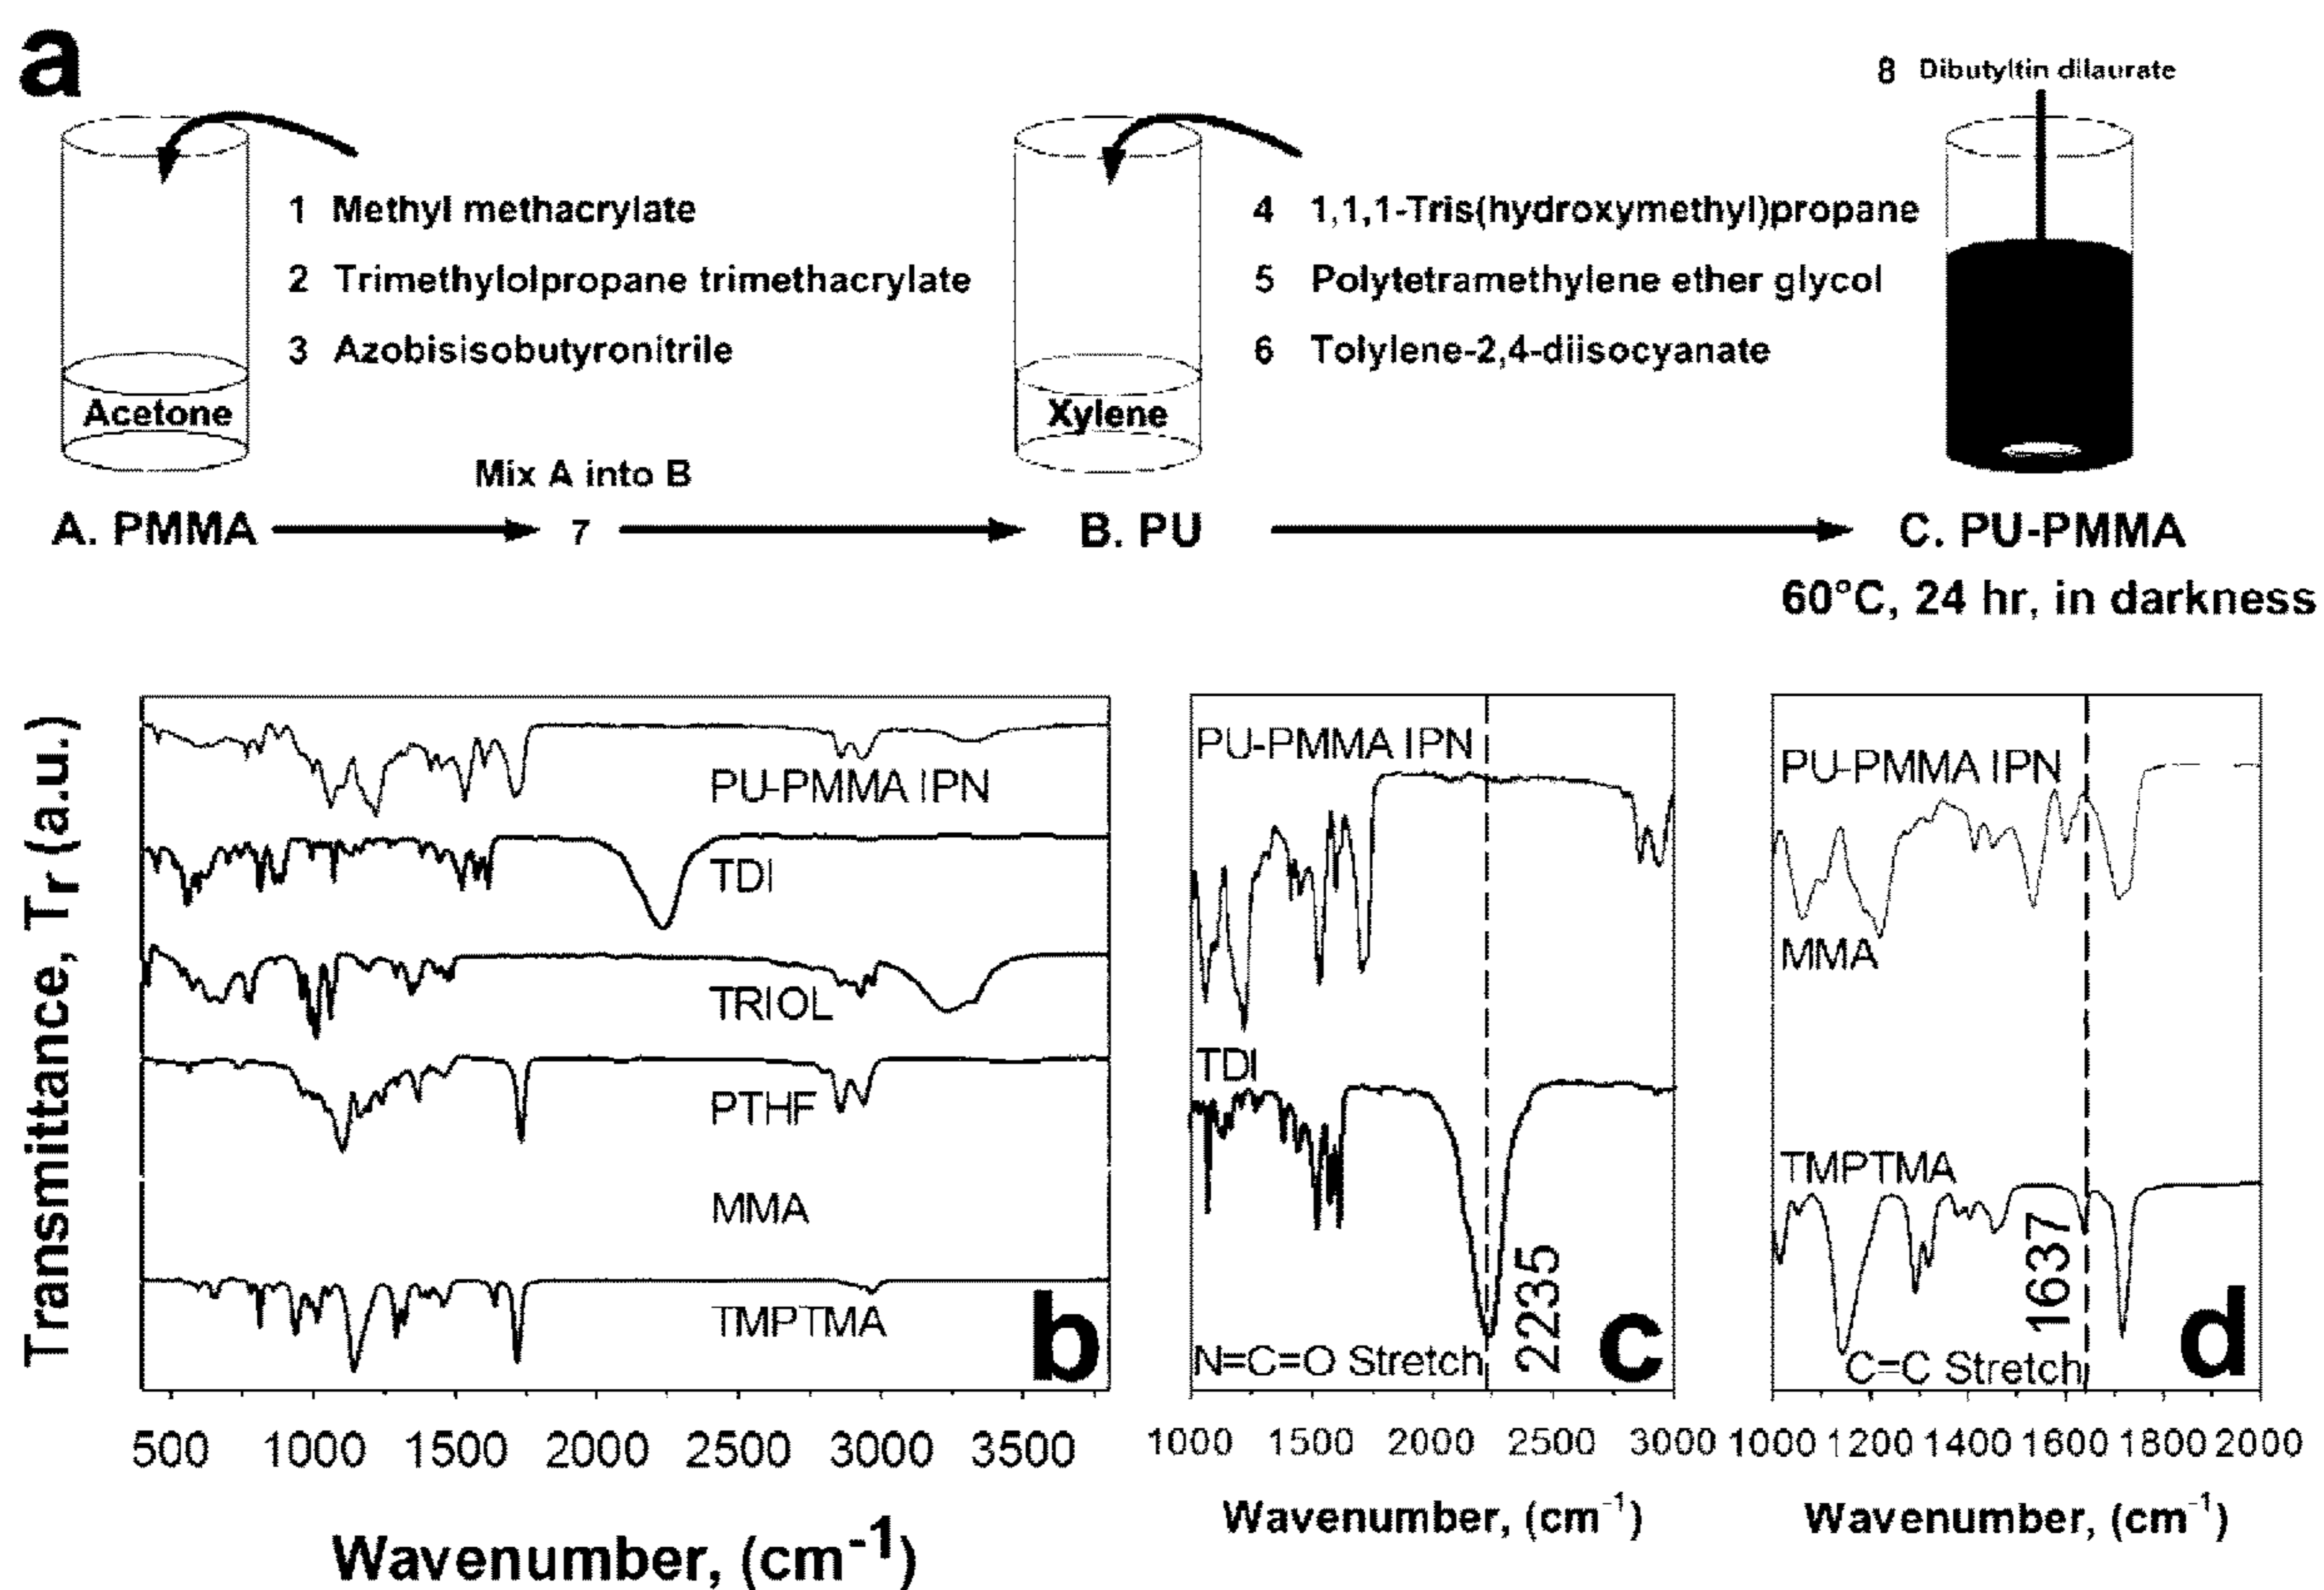 a
8 Dibutyltin dilaurate
1 Methyl methacrylate
2 Trimethylolpropane trimethacrylate
3 Azobisisobutyronitrile
Acetone
4 1,1,1-Tris(hydroxymethyl)propane
5 Polytetramethylene ether glycol
6 Tolylene-2,4-diisocyanate
Xylene
Mix A into B
A. PMMA
7
B. PU
C. PU-PMMA
60°C, 24 hr, in darkness
Transmittance, Tr (a.u.)
PU-PMMA IPN
TDI
TRIOL
PTHF
MMA
TMPTMA
b
500 1000 1500 2000 2500 3000 3500
Wavenumber, (cm-1)
PU-PMMA IPN
TDI
2235
N=C=O Stretch
c
1000 1500 2000 2500 3000
Wavenumber, (cm-1)
PU-PMMA IPN
MMA
TMPTMA
1637
C=C Stretch
d
1000 1200 1400 1600 1800 2000
Wavenumber, (cm-1)